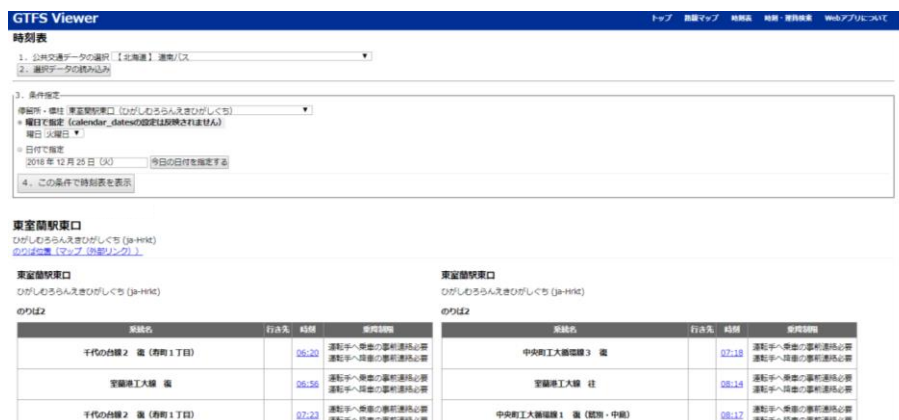 GTFS Viewer
トップ 路線マップ 時刻表 時刻・運賃検索 Webアプリについて
時刻表
1. 公共交通データの選択 【北海道】道南バス
2. 選択データの読み込み
3. 条件指定
停留所・標柱 東室蘭駅東口（ひがしむろらんえきひがしぐち）
曜日で指定（calendar_datesの設定は反映されません）
曜日 火曜日
日付で指定
2018年12月25日（火） 今日の日付を指定する
4. この条件で時刻表を表示
東室蘭駅東口
ひがしむろらんえきひがしぐち (ja-Hrkt)
のりば位置（マップ（外部リンク））
東室蘭駅東口
ひがしむろらんえきひがしぐち (ja-Hrkt)
のりば2
系統名 行き先 時刻 乗降制限
千代の台線2 復（寿町1丁目） 06:20 運転手へ乗車の事前連絡必要
運転手へ降車の事前連絡必要
室蘭港工大線 復 06:56 運転手へ乗車の事前連絡必要
運転手へ降車の事前連絡必要
千代の台線2 復（寿町1丁目） 07:23 運転手へ乗車の事前連絡必要
運転手へ降車の事前連絡必要
東室蘭駅東口
ひがしむろらんえきひがしぐち (ja-Hrkt)
のりば2
系統名 行き先 時刻 乗降制限
中央町工大循環線3 復 07:18 運転手へ乗車の事前連絡必要
運転手へ降車の事前連絡必要
室蘭港工大線 往 08:14 運転手へ乗車の事前連絡必要
運転手へ降車の事前連絡必要
中央町工大循環線1 復（鷲別・中島） 08:17 運転手へ乗車の事前連絡必要
運転手へ降車の事前連絡必要